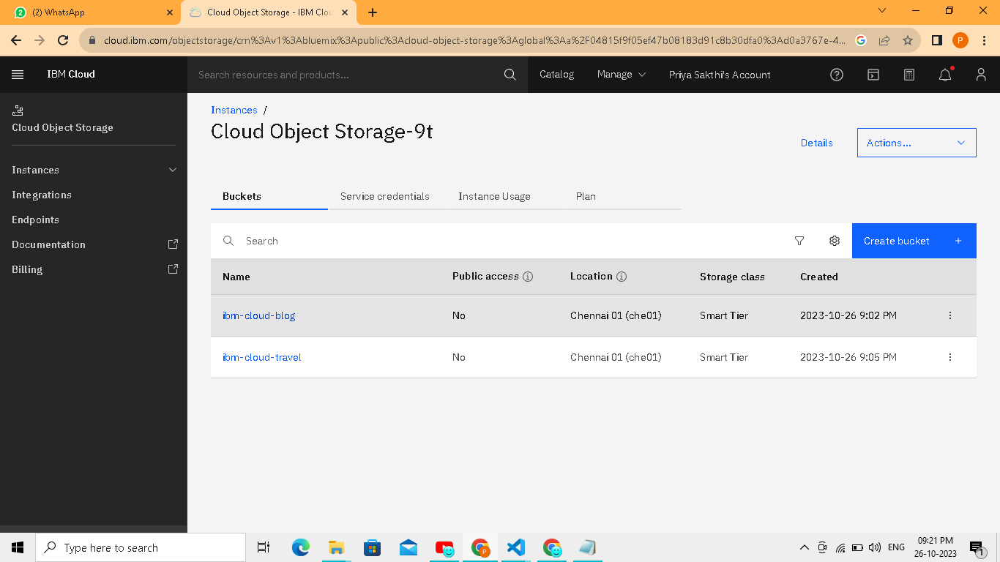 (2) WhatsApp
Cloud Object Storage - IBM Clou
cloud.ibm.com/objectstorage/crn%3Av1%3Abluemix%3Apublic%3Acloud-object-storage%3Aglobal%3Aa%2F04815f9f05ef47b08183d91c8b30dfa0%3Ad0a3767e-4...
P
IBM Cloud
Search resources and products...
Catalog
Manage
Priya Sakthi's Account
Cloud Object Storage
Instances
Integrations
Endpoints
Documentation
Billing
Instances /
Cloud Object Storage-9t
Details
Actions...
Buckets Service credentials Instance Usage Plan
Search
Create bucket +
Name Public access Location Storage class Created
ibm-cloud-blog No Chennai 01 (che01) Smart Tier 2023-10-26 9:02 PM
ibm-cloud-travel No Chennai 01 (che01) Smart Tier 2023-10-26 9:05 PM
Type here to search
P
ENG
09:21 PM
26-10-2023
1